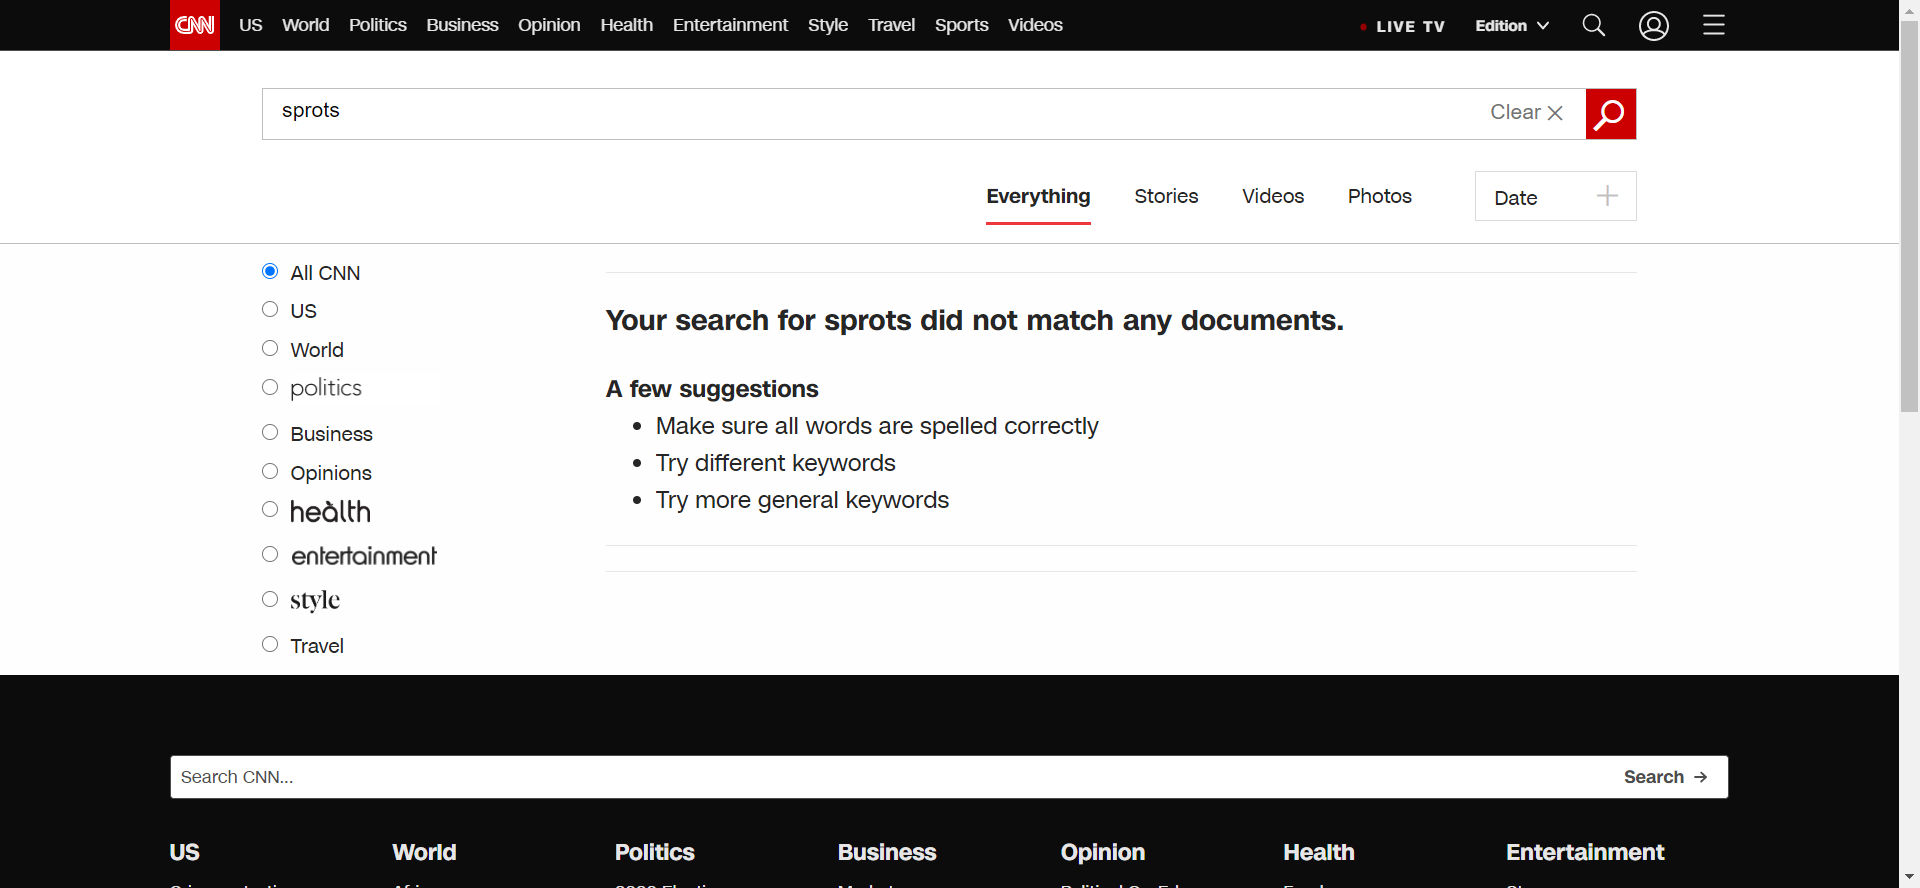 CNN US World Politics Business Opinion Health Entertainment Style Travel Sports Videos LIVE TV Edition
sprots Clear
Everything Stories Videos Photos Date
All CNN
US
World
politics
Business
Opinions
health
entertainment
style
Travel
Your search for sprots did not match any documents.
A few suggestions
Make sure all words are spelled correctly
Try different keywords
Try more general keywords
Search CNN... Search
US World Politics Business Opinion Health Entertainment